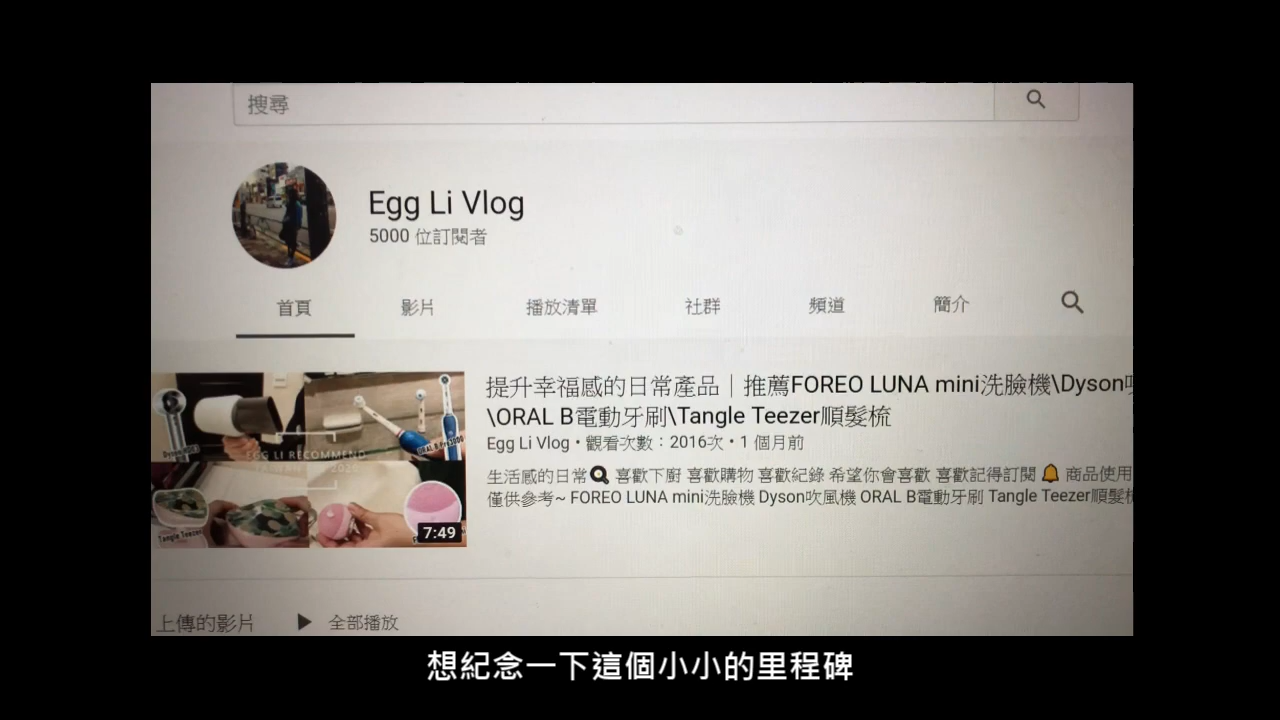 搜尋
Egg Li Vlog
5000 位訂閱者
首頁 影片 播放清單 社群 頻道 簡介
提升幸福感的日常產品｜推薦FOREO LUNA mini洗臉機\Dyson
\ORAL B電動牙刷\Tangle Teezer順髮梳
Egg Li Vlog・觀看次數：2016次・1 個月前
生活感的日常 喜歡下廚 喜歡購物 喜歡紀錄 希望你會喜歡 喜歡記得訂閱 商品使用
僅供參考~ FOREO LUNA mini洗臉機 Dyson吹風機 ORAL B電動牙刷 Tangle Teezer順髮梳
EGG LI RECOMMEND
Tangle Teezer
7:49
上傳的影片 全部播放
想紀念一下這個小小的里程碑